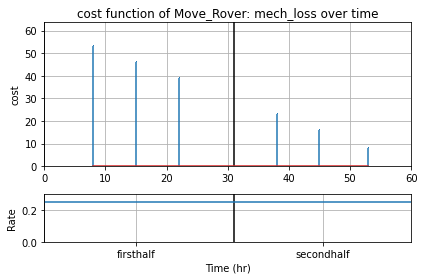 cost function of Move_Rover: mech_loss over time
60
50
40
30
20
10
0
cost
0 10 20 30 40 50 60
0.2
0.0
Rate
firsthalf secondhalf
Time (hr)